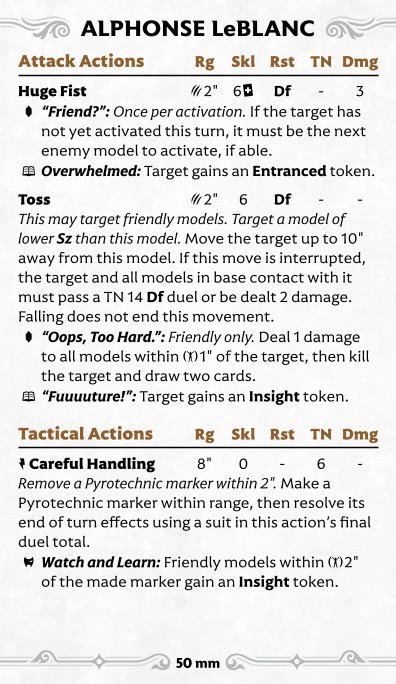 ALPHONSE LeBLANC
Attack Actions Rg Skl Rst TN Dmg
Huge Fist 2" 6 Df - 3
"Friend?": Once per activation. If the target has
not yet activated this turn, it must be the next
enemy model to activate, if able.
Overwhelmed: Target gains an Entranced token.
Toss 2" 6 Df - -
This may target friendly models. Target a model of
lower Sz than this model. Move the target up to 10"
away from this model. If this move is interrupted,
the target and all models in base contact with it
must pass a TN 14 Df duel or be dealt 2 damage.
Falling does not end this movement.
"Oops, Too Hard.": Friendly only. Deal 1 damage
to all models within 1" of the target, then kill
the target and draw two cards.
"Fuuuuture!": Target gains an Insight token.
Tactical Actions Rg Skl Rst TN Dmg
Careful Handling 8" 0 - 6 -
Remove a Pyrotechnic marker within 2". Make a
Pyrotechnic marker within range, then resolve its
end of turn effects using a suit in this action's final
duel total.
Watch and Learn: Friendly models within 2"
of the made marker gain an Insight token.
50 mm